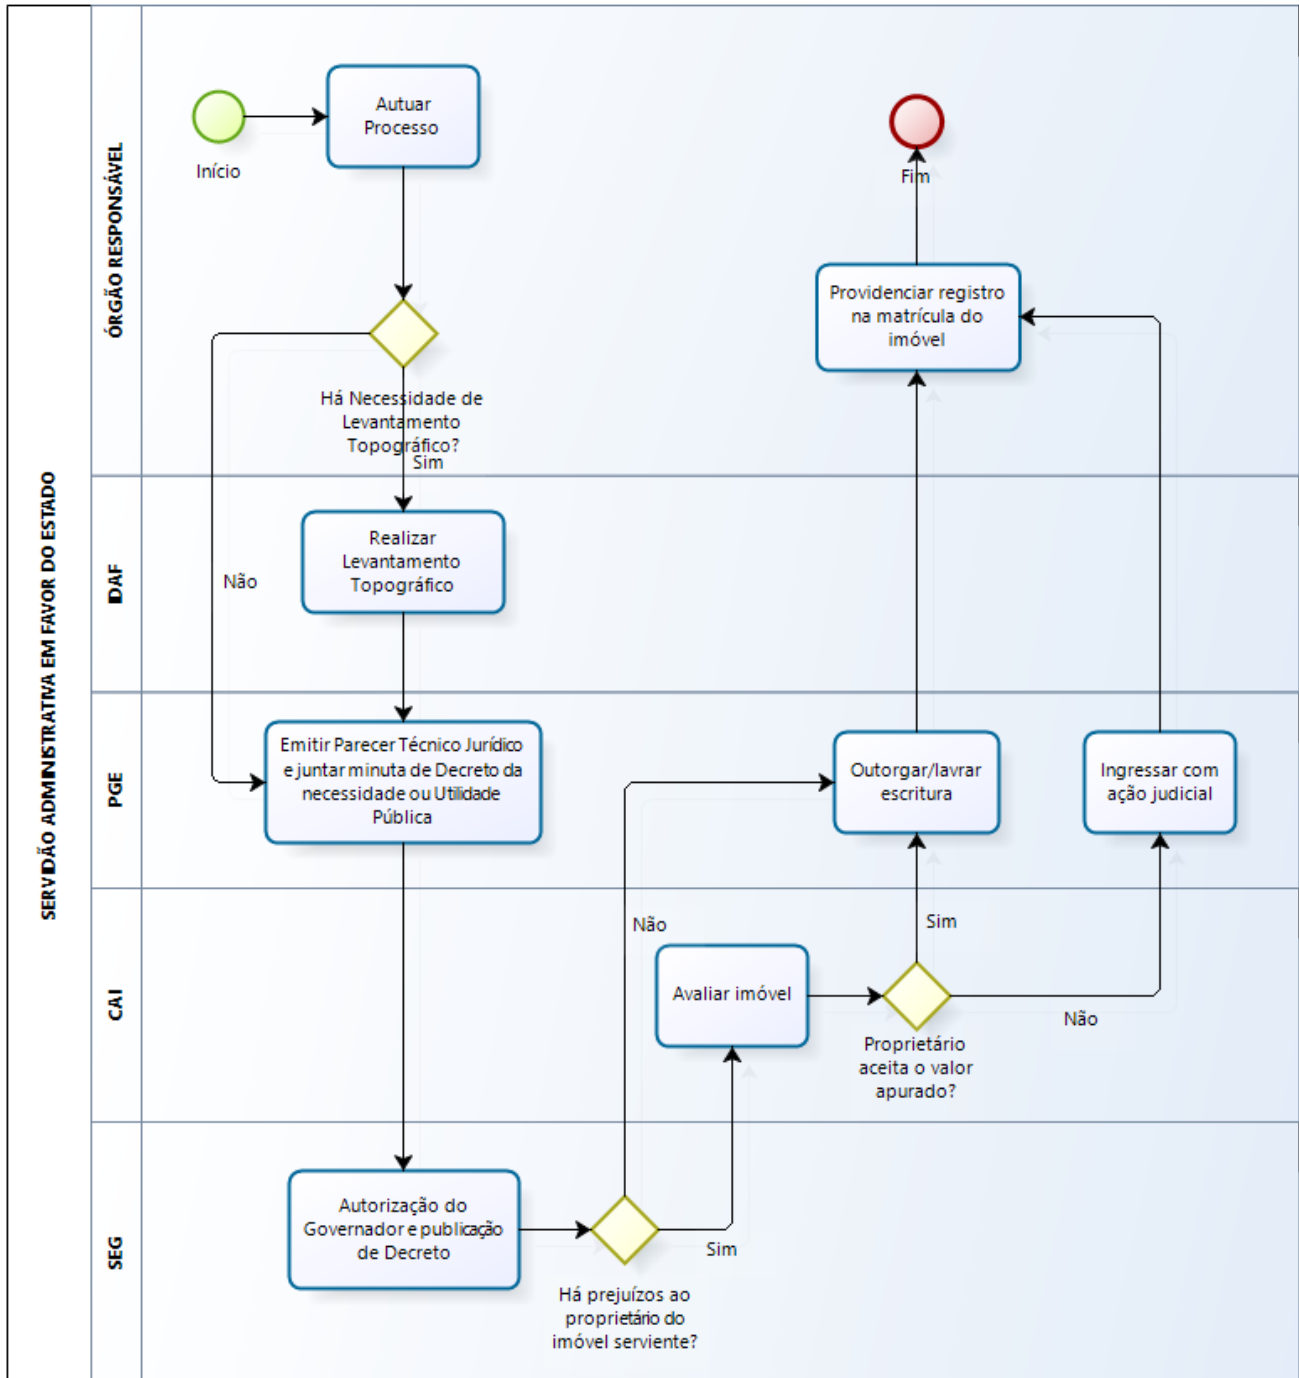 SERVIDÃO ADMINISTRATIVA EM FAVOR DO ESTADO
ÓRGÃO RESPONSÁVEL
Início
Autuar
Processo
Há Necessidade de
Levantamento
Topográfico?
Sim
Não
Fim
Providenciar registro
na matrícula do
imóvel
IDAF
Realizar
Levantamento
Topográfico
PGE
Emitir Parecer Técnico Jurídico
e juntar minuta de Decreto da
necessidade ou Utilidade
Pública
Outorgar/lavrar
escritura
Ingressar com
ação judicial
CAI
Não
Avaliar imóvel
Sim
Proprietário
aceita o valor
apurado?
Não
SEG
Autorização do
Governador e publicação
de Decreto
Há prejuízos ao
proprietário do
imóvel serviente?
Sim